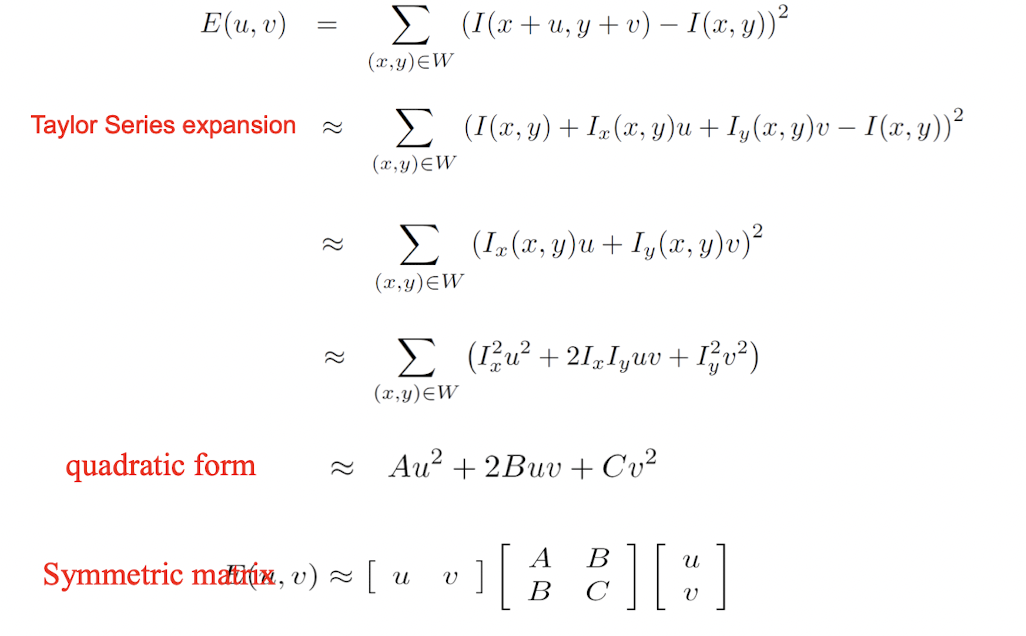 E(u, v) = ∑_{(x,y)∈W} (I(x + u, y + v) − I(x, y))²
Taylor Series expansion ≈ ∑_{(x,y)∈W} (I(x, y) + I_x(x, y)u + I_y(x, y)v − I(x, y))²
≈ ∑_{(x,y)∈W} (I_x(x, y)u + I_y(x, y)v)²
≈ ∑_{(x,y)∈W} (I_x²u² + 2I_xI_yuv + I_y²v²)
quadratic form ≈ Au² + 2Buv + Cv²
Symmetric matrix E(u, v) ≈ [ u v ] [ A B ; B C ] [ u ; v ]